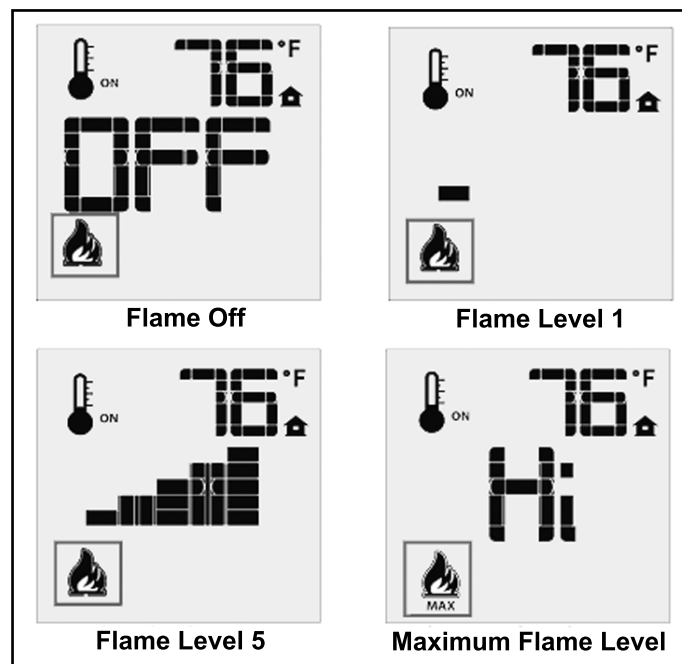 ON 76 °F
OFF
Flame Off
ON 76 °F
Flame Level 1
ON 76 °F
Flame Level 5
ON 76 °F
Hi
MAX
Maximum Flame Level